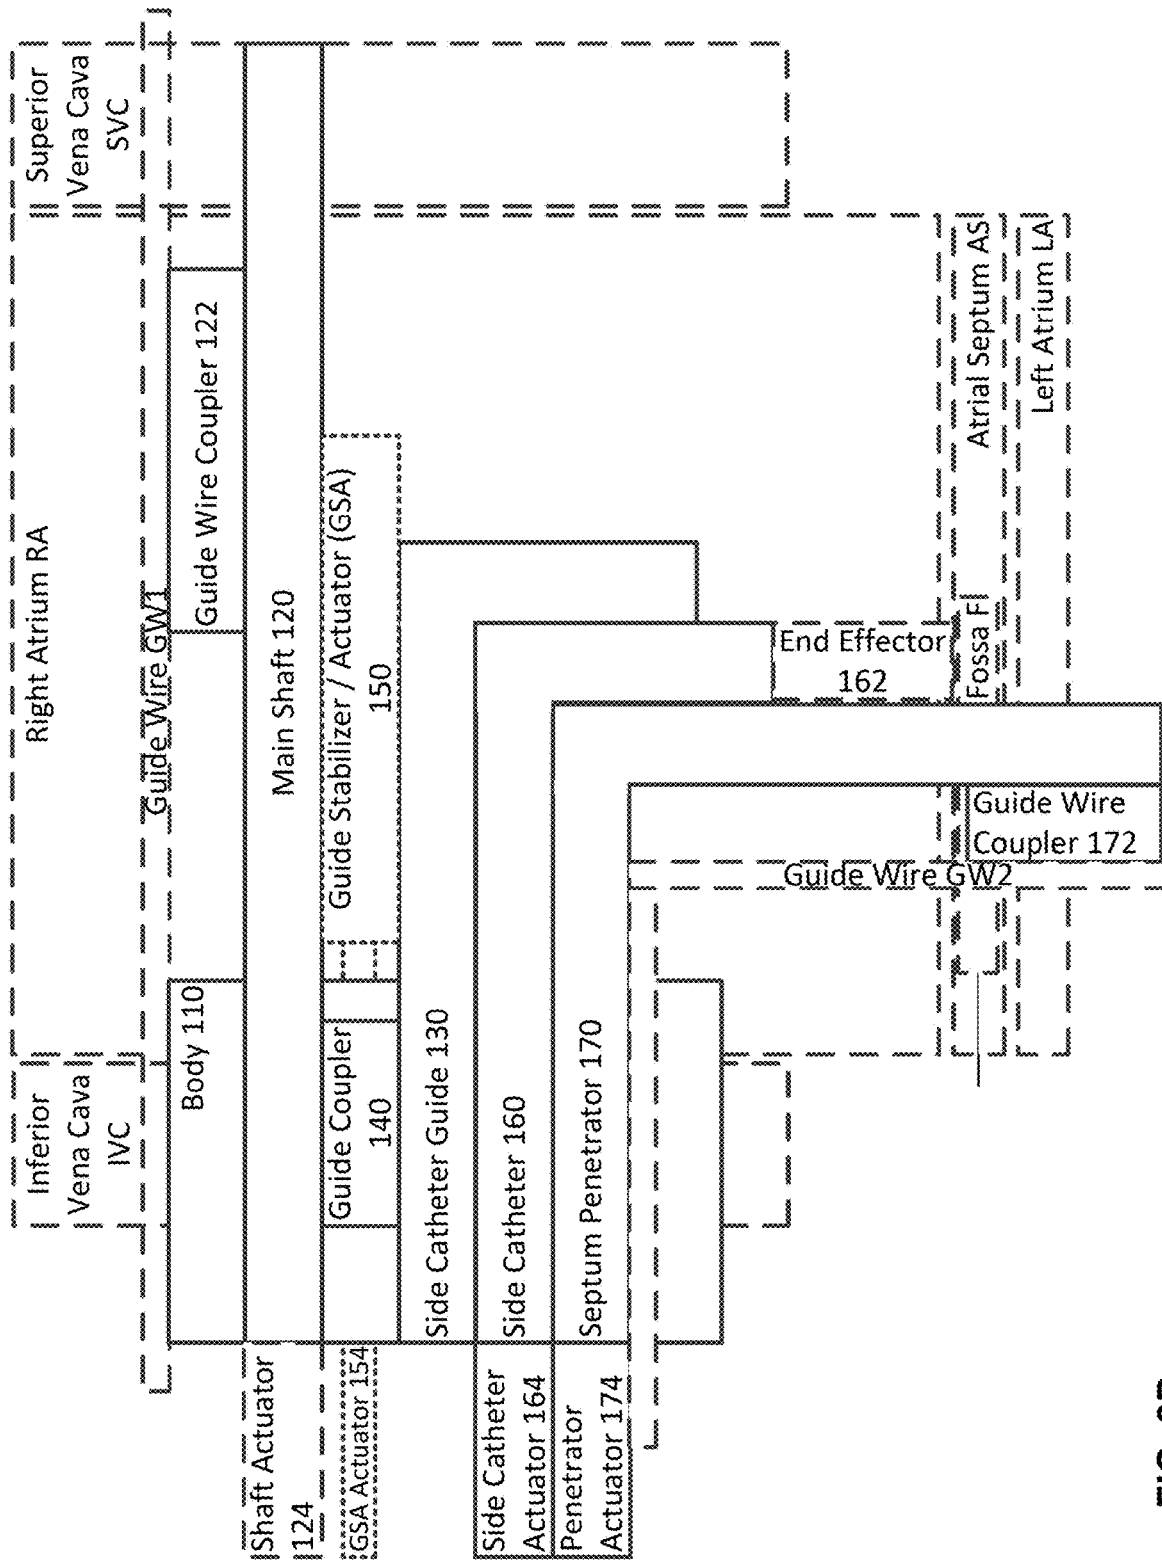 Superior
Vena Cava
SVC
Right Atrium RA
Inferior
Vena Cava
IVC
Guide Wire GW1
Guide Wire Coupler 122
Body 110
Main Shaft 120
Shaft Actuator
124
Guide Stabilizer / Actuator (GSA)
150
Guide Coupler
140
GSA Actuator 154
Side Catheter Guide 130
Side Catheter 160
Side Catheter
Actuator 164
Septum Penetrator 170
Penetrator
Actuator 174
End Effector
162
Guide Wire
Coupler 172
Guide Wire GW2
Fossa F
Atrial Septum AS
Left Atrium LA